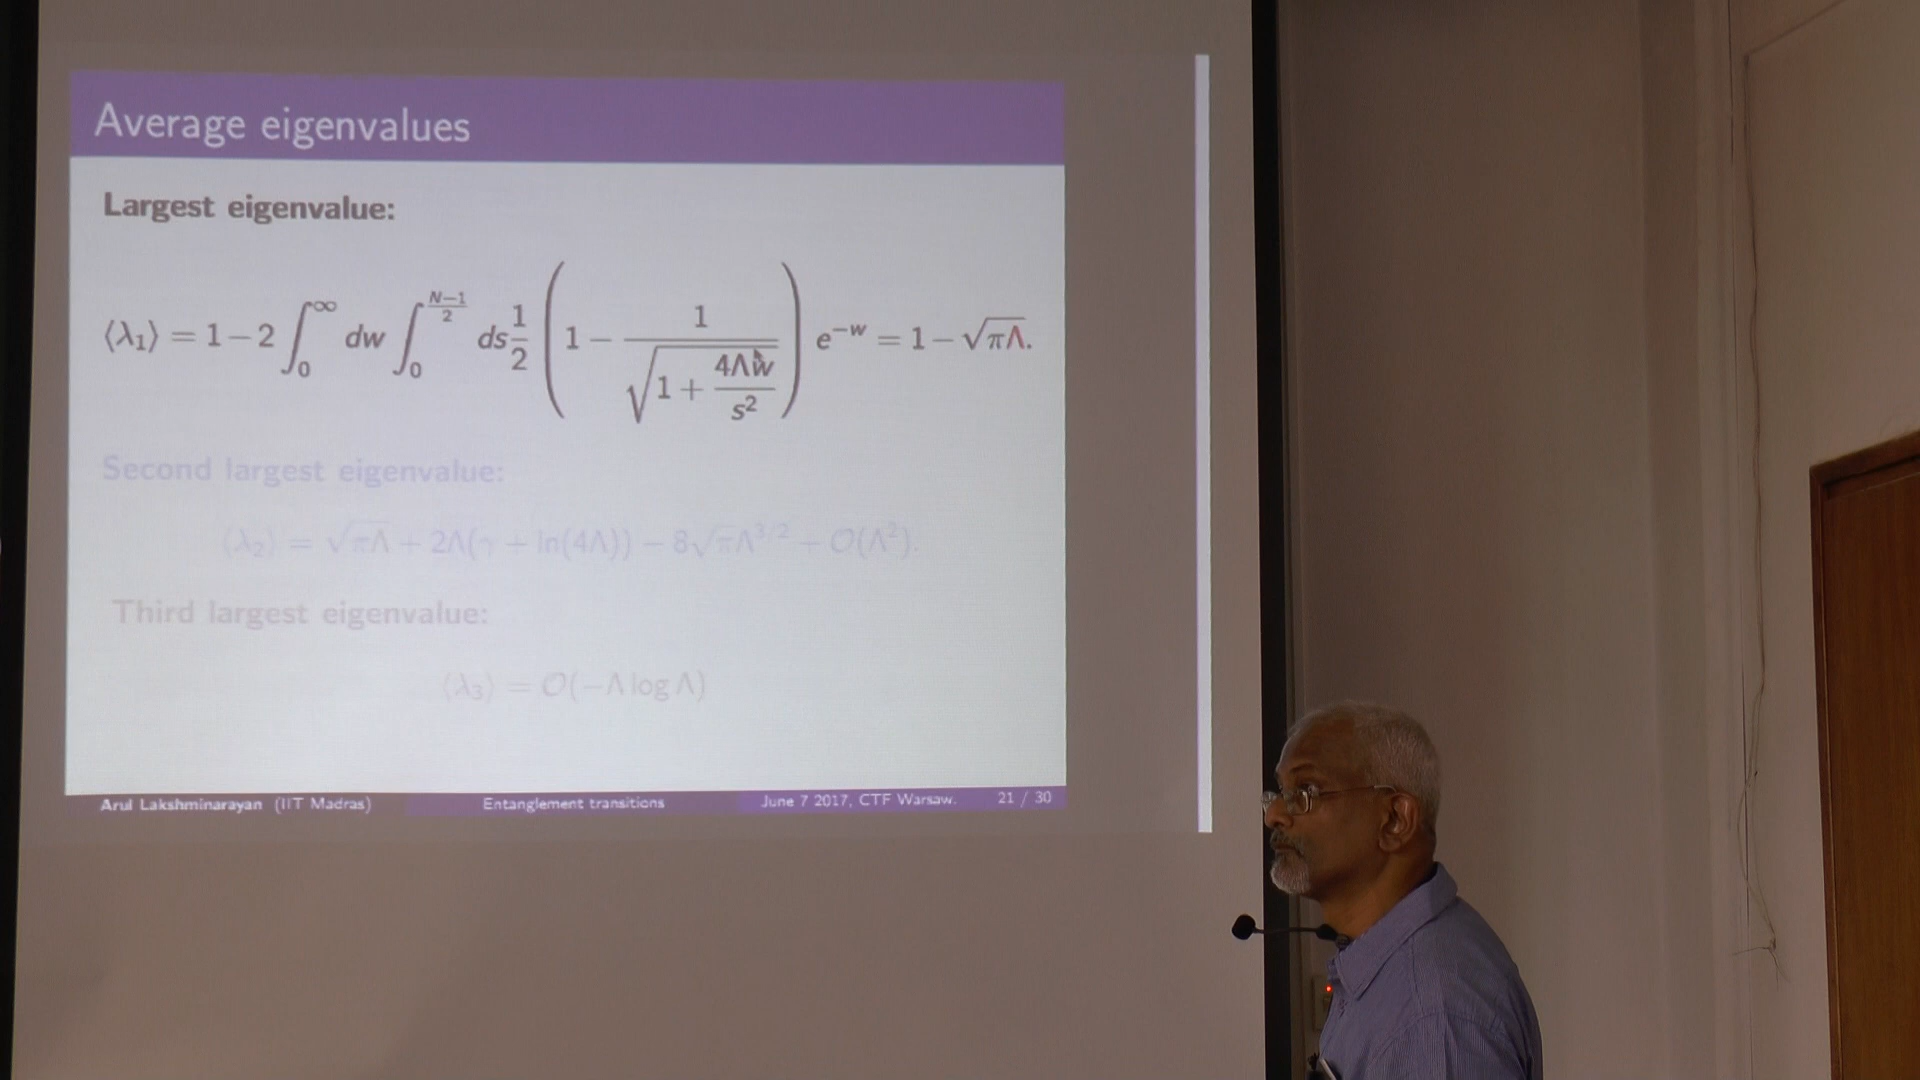 Average eigenvalues
Largest eigenvalue:
⟨λ₁⟩ = 1 − 2 ∫₀^∞ dw ∫₀^{(N−1)/2} ds 1/2 (1 − 1/√(1 + 4Λw/s²)) e^{−w} = 1 − √(πΛ).
Second largest eigenvalue:
⟨λ₂⟩ = √(πΛ) + 2Λ(γ + ln(4Λ)) − 8√πΛ^{3/2} − O(Λ²).
Third largest eigenvalue:
⟨λ₃⟩ = O(−Λ log Λ)
Arul Lakshminarayan (IIT Madras) Entanglement transitions June 7 2017, CTF Warsaw. 21 / 30